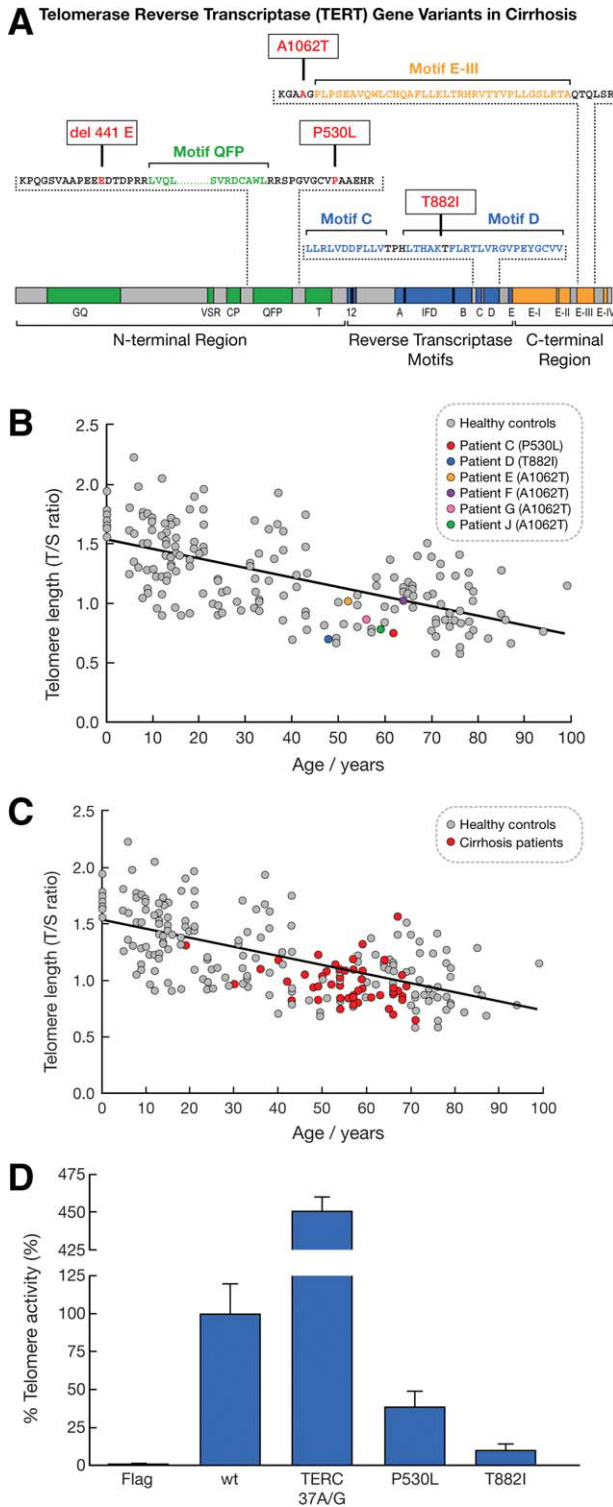 A Telomerase Reverse Transcriptase (TERT) Gene Variants in Cirrhosis
A1062T
Motif E-III
KGAAGPLPSEAVQWLCHQAFLLKLTRHRVTYVPLLGSLRTAQTQLSR
del 441 E
Motif QFP
P530L
KPQGSVAAPEEEDTDPRRLVQL.........SVRDCAWLRRSPGVGCVPAAEHR
T882I
Motif C
Motif D
LLRLVDDFLLVTPHLTHAKTFLRTLVRGVPEYGCVV
GQ VSR CP QFP T 12 A IFD B C D E E-I E-II E-III E-IV
N-terminal Region
Reverse Transcriptase Motifs
C-terminal Region
B
Telomere length (T/S ratio)
2.5
2.0
1.5
1.0
0.5
0.0
0 10 20 30 40 50 60 70 80 90 100
Age / years
Healthy controls
Patient C (P530L)
Patient D (T882I)
Patient E (A1062T)
Patient F (A1062T)
Patient G (A1062T)
Patient J (A1062T)
C
Telomere length (T/S ratio)
2.5
2.0
1.5
1.0
0.5
0.0
0 10 20 30 40 50 60 70 80 90 100
Age / years
Healthy controls
Cirrhosis patients
D
% Telomere activity (%)
475
450
425
125
100
75
50
25
0
Flag wt TERC P530L T882I
37A/G